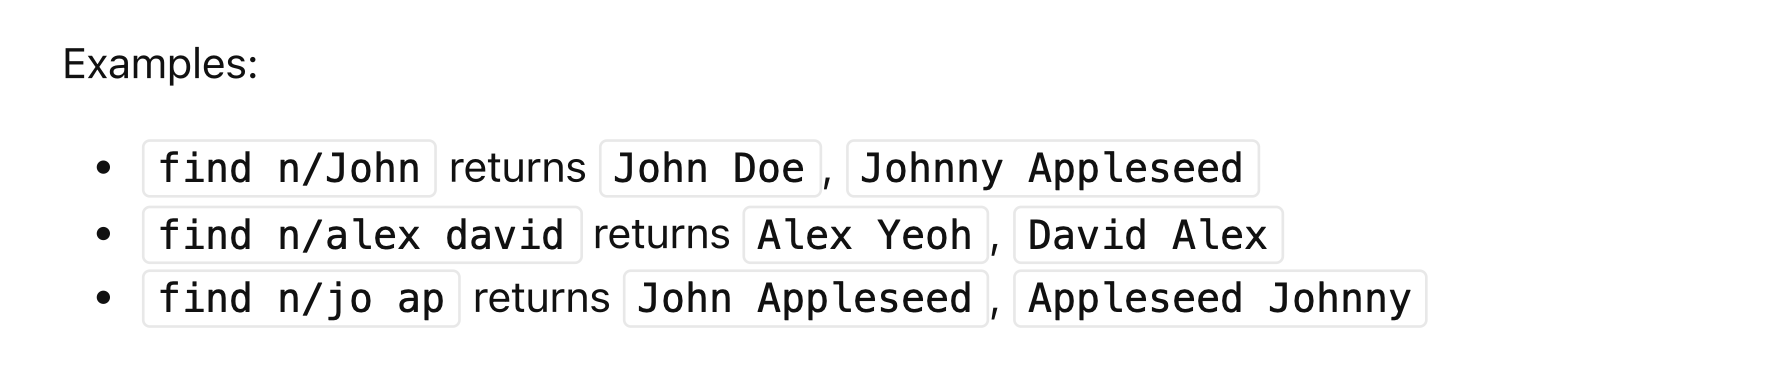 Examples:
• find n/John returns John Doe, Johnny Appleseed
• find n/alex david returns Alex Yeoh, David Alex
• find n/jo ap returns John Appleseed, Appleseed Johnny